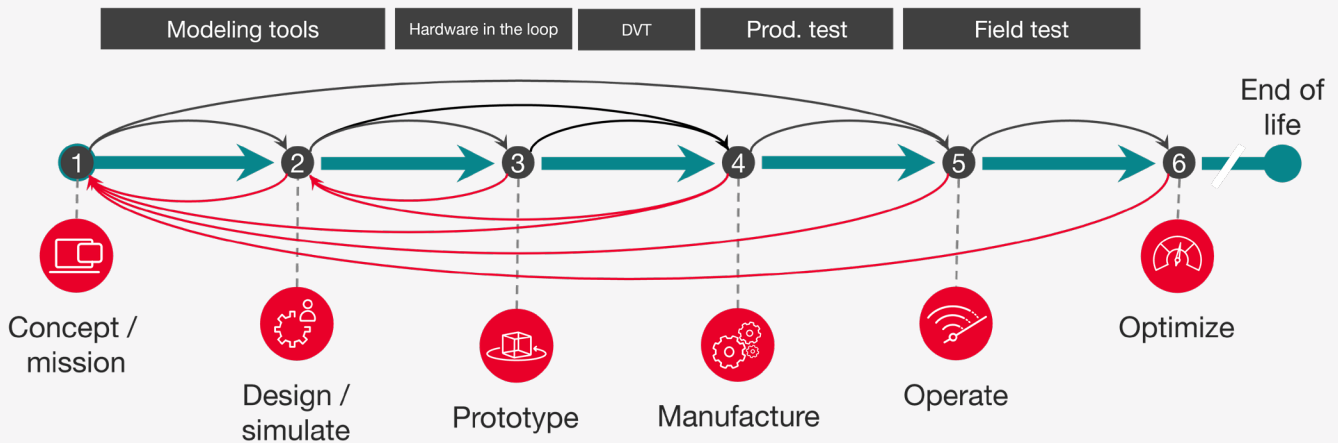 Modeling tools
Hardware in the loop
DVT
Prod. test
Field test
End of
life
1
2
3
4
5
6
Concept /
mission
Design /
simulate
Prototype
Manufacture
Operate
Optimize